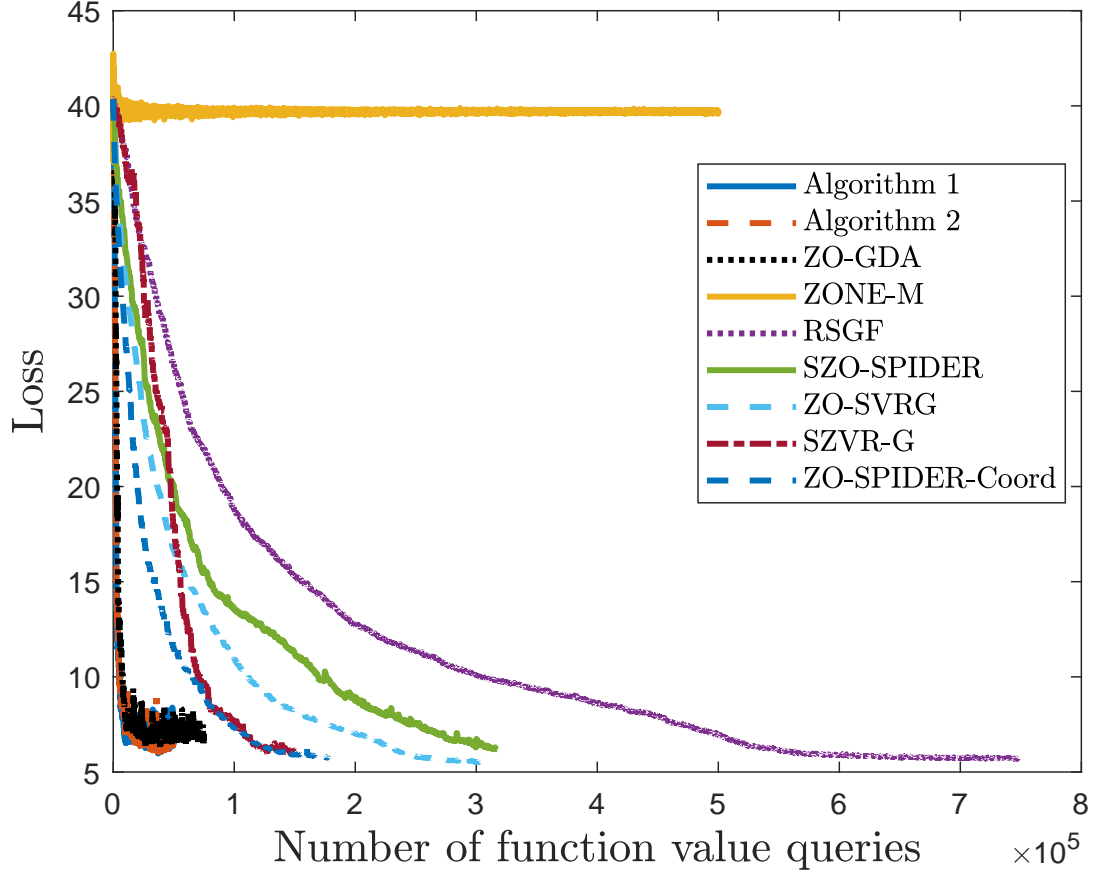 45
40
35
30
25
20
15
10
5
Loss
Algorithm 1
Algorithm 2
ZO-GDA
ZONE-M
RSGF
SZO-SPIDER
ZO-SVRG
SZVR-G
ZO-SPIDER-Coord
0 1 2 3 4 5 6 7 8
Number of function value queries
×10^5